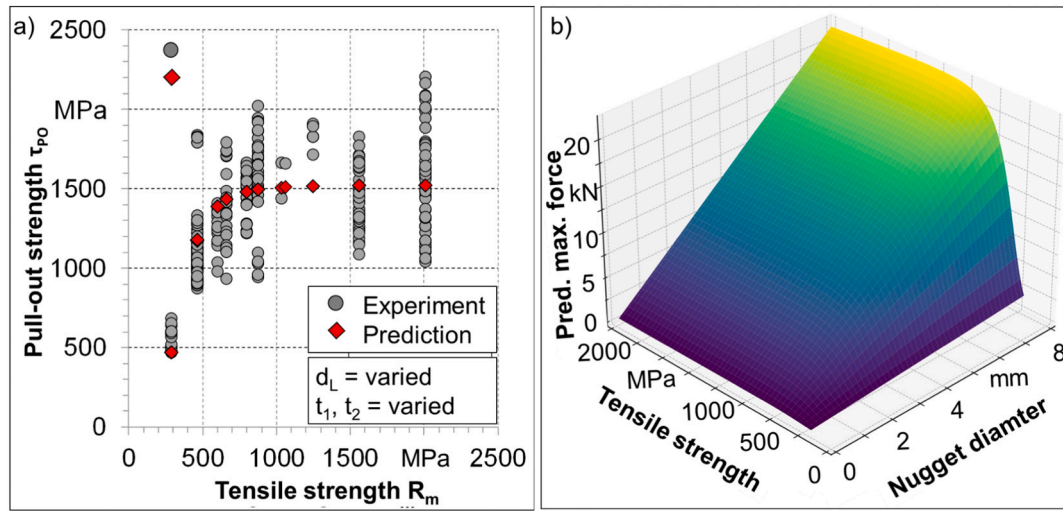 a)
2500
MPa
1500
1000
500
0
Pull-out strength τPO
Experiment
Prediction
dL = varied
t1, t2 = varied
0
500
1000
1500
MPa
2500
Tensile strength Rm
b)
Pred. max. force
20
kN
10
5
0
2000
MPa
1000
500
0
Tensile strength
0
2
4
mm
8
Nugget diamter